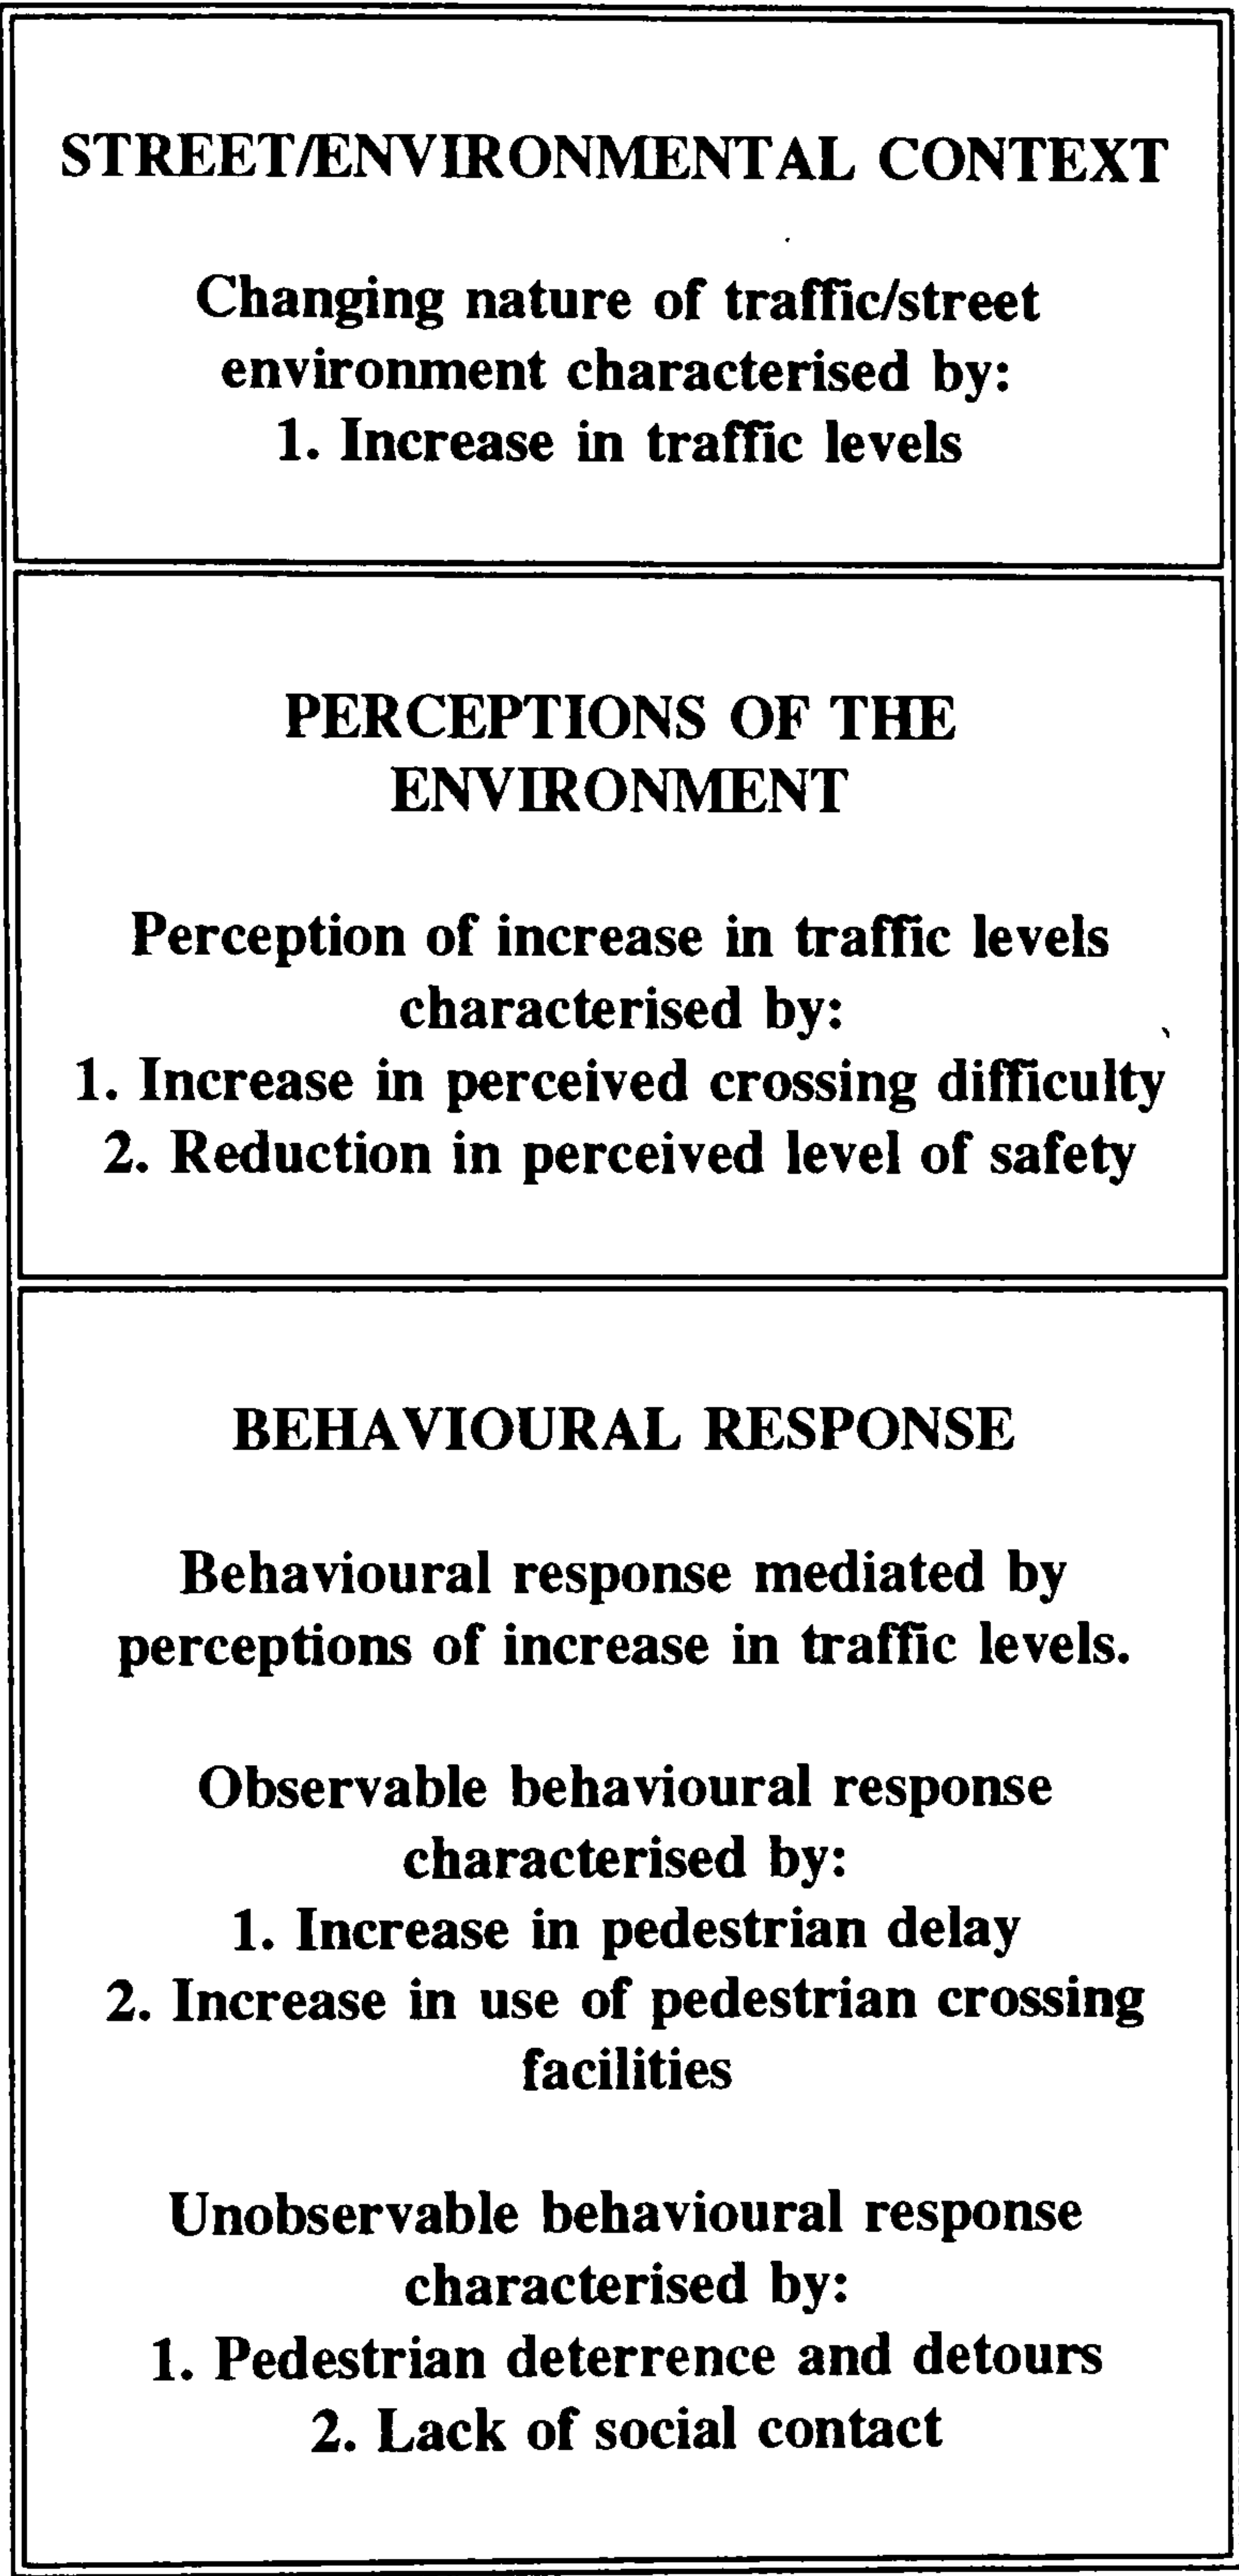 STREET/ENVIRONMENTAL CONTEXT
Changing nature of traffic/street
environment characterised by:
1. Increase in traffic levels
PERCEPTIONS OF THE
ENVIRONMENT
Perception of increase in traffic levels
characterised by:
1. Increase in perceived crossing difficulty
2. Reduction in perceived level of safety
BEHAVIOURAL RESPONSE
Behavioural response mediated by
perceptions of increase in traffic levels.
Observable behavioural response
characterised by:
1. Increase in pedestrian delay
2. Increase in use of pedestrian crossing
facilities
Unobservable behavioural response
characterised by:
1. Pedestrian deterrence and detours
2. Lack of social contact